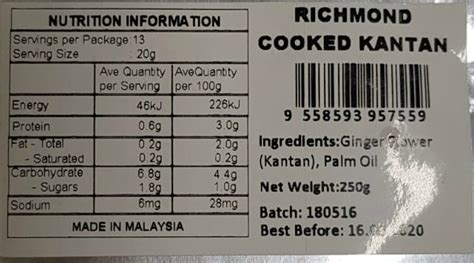 NUTRITION INFORMATION
Servings per Package:13
Serving Size : 20g
Ave Quantity per Serving AveQuantity per 100g
Energy 46kJ 226kJ
Protein 0.6g 3.0g
Fat - Total 0.2g 2.0g
- Saturated 0.2g 0.2g
Carbohydrate 6.8g 4.4g
- Sugars 1.8g 1.0g
Sodium 6mg 28mg
MADE IN MALAYSIA
RICHMOND
COOKED KANTAN
9 558593 957559
Ingredients:Ginger
(Kantan), Palm Oil
Net Weight:250g
Batch: 180516
Best Before: